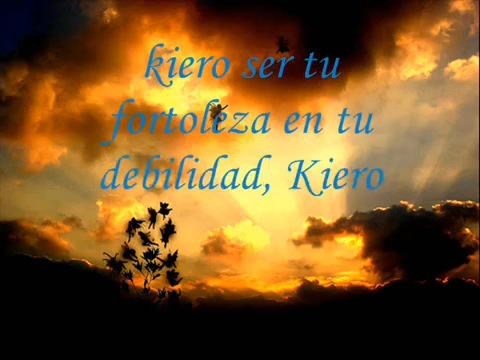 kiero ser tu
fortoleza en tu
debilidad, Kiero